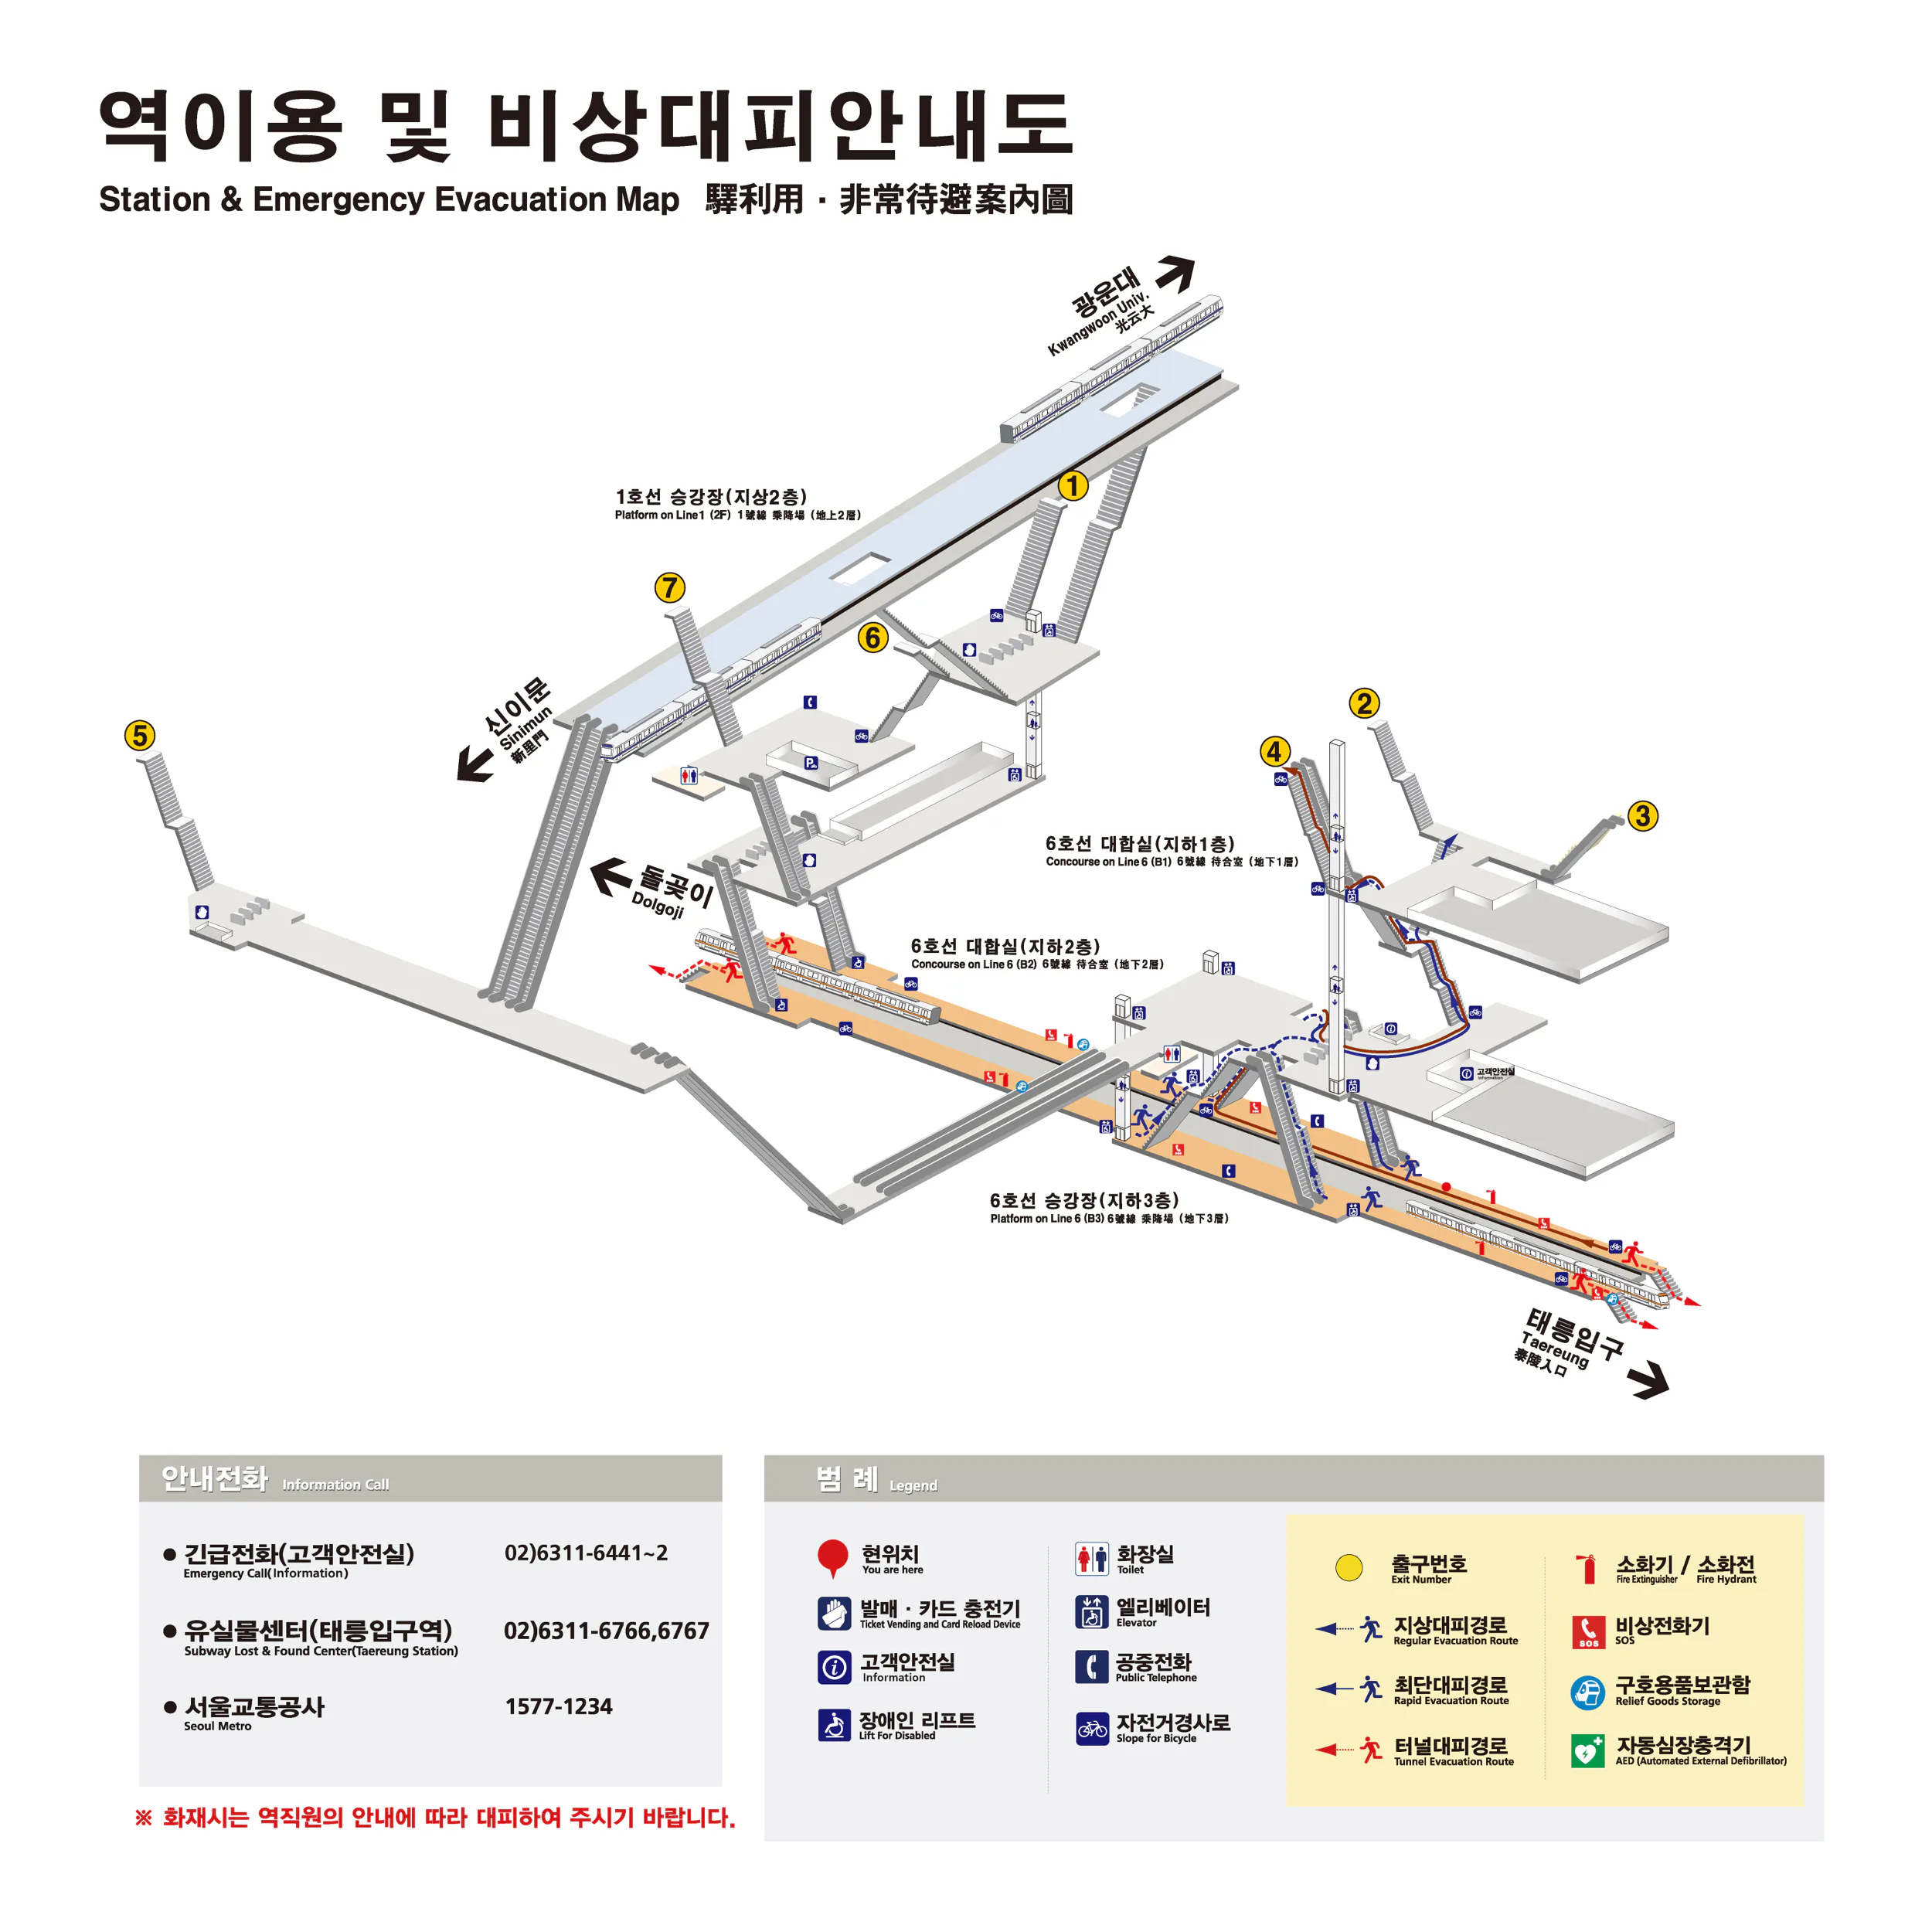 역이용 및 비상대피안내도
Station & Emergency Evacuation Map 驛利用 · 非常待避案內圖
광운대
Kwangwoon Univ.
光云大
1
1호선 승강장(지상2층)
Platform on Line1 (2F) 1號線 乘降場 (地上2層)
7
6
신이문
Sinimun
新里門
5
2
4
3
6호선 대합실(지하1층)
Concourse on Line 6 (B1) 6號線 待合室 (地下1層)
돌곶이
Dolgoji
6호선 대합실(지하2층)
Concourse on Line 6 (B2) 6號線 待合室 (地下2層)
고객안전실
Information
6호선 승강장(지하3층)
Platform on Line 6 (B3) 6號線 乘降場 (地下3層)
태릉입구
Taereung
泰陵入口
안내전화 Information Call
● 긴급전화(고객안전실) 02)6311-6441~2
Emergency Call(Information)
● 유실물센터(태릉입구역) 02)6311-6766,6767
Subway Lost & Found Center(Taereung Station)
● 서울교통공사 1577-1234
Seoul Metro
※ 화재시는 역직원의 안내에 따라 대피하여 주시기 바랍니다.
범 례 Legend
현위치
You are here
발매 · 카드 충전기
Ticket Vending and Card Reload Device
고객안전실
Information
장애인 리프트
Lift For Disabled
화장실
Toilet
엘리베이터
Elevator
공중전화
Public Telephone
자전거경사로
Slope for Bicycle
출구번호
Exit Number
지상대피경로
Regular Evacuation Route
최단대피경로
Rapid Evacuation Route
터널대피경로
Tunnel Evacuation Route
소화기 / 소화전
Fire Extinguisher Fire Hydrant
SOS
비상전화기
SOS
구호용품보관함
Relief Goods Storage
자동심장충격기
AED (Automated External Defibrillator)